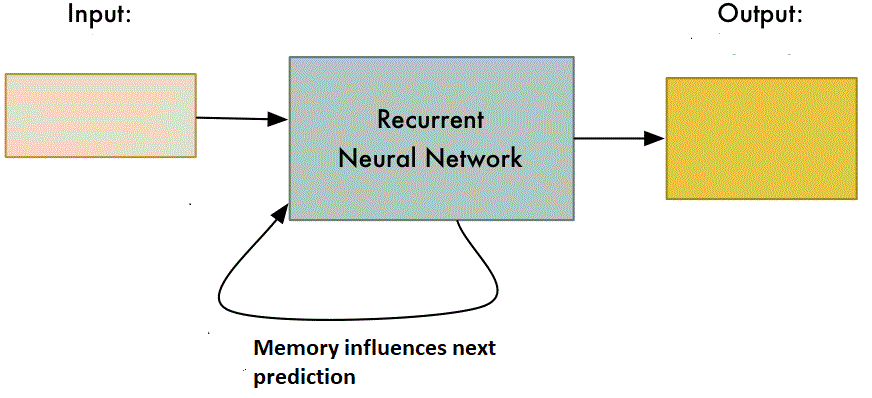 Input:
Output:
Recurrent
Neural Network
Memory influences next
prediction